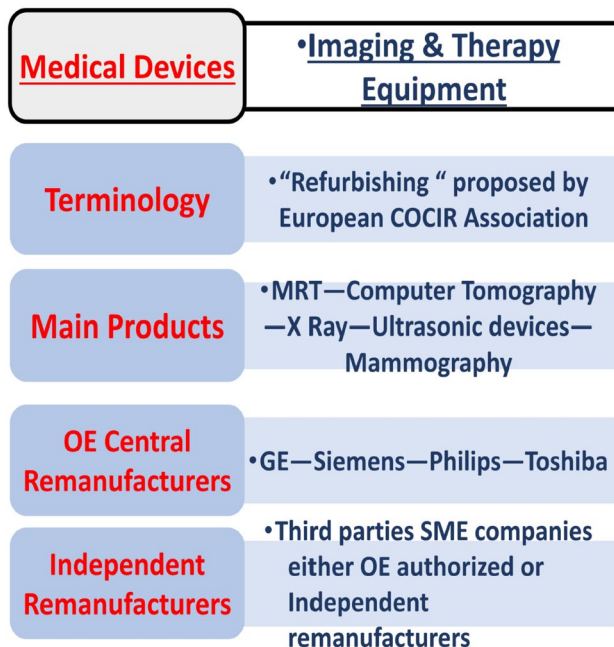 Medical Devices
•Imaging & Therapy
Equipment
Terminology
•“Refurbishing “ proposed by
European COCIR Association
Main Products
•MRT—Computer Tomography
—X Ray—Ultrasonic devices—
Mammography
OE Central
Remanufacturers
•GE—Siemens—Philips—Toshiba
Independent
Remanufacturers
•Third parties SME companies
either OE authorized or
Independent
remanufacturers